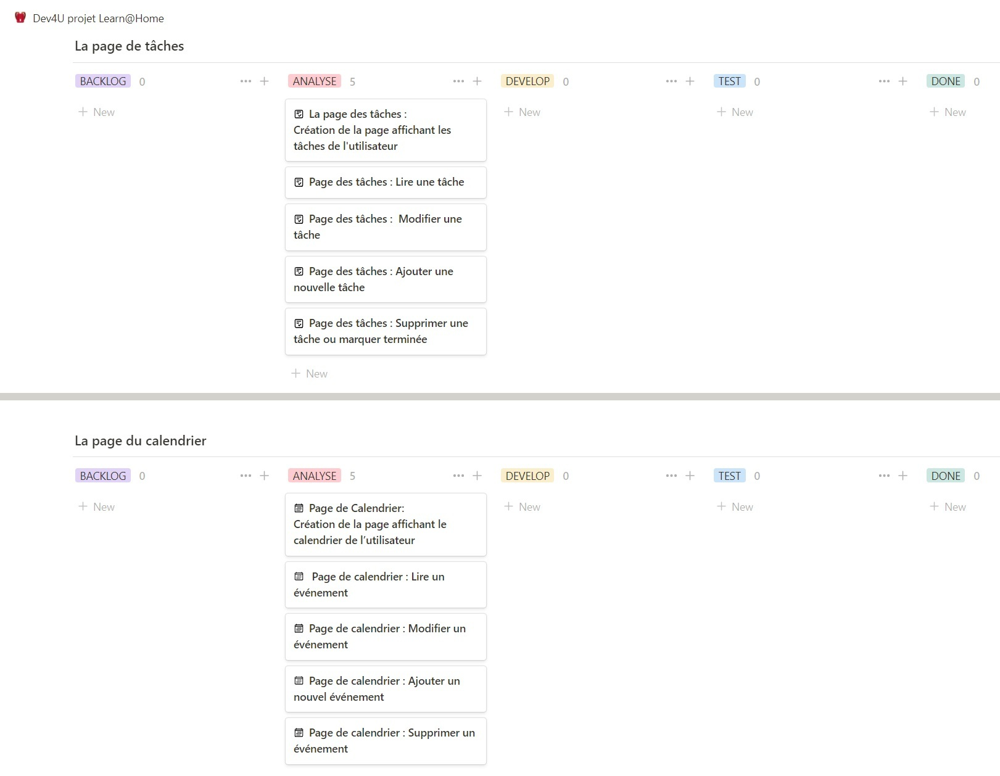 Dev4U projet Learn@Home
La page de tâches
BACKLOG 0 ANALYSE 5 DEVELOP 0 TEST 0 DONE 0
New
La page des tâches :
Création de la page affichant les
tâches de l'utilisateur
Page des tâches : Lire une tâche
Page des tâches :  Modifier une
tâche
Page des tâches : Ajouter une
nouvelle tâche
Page des tâches : Supprimer une
tâche ou marquer terminée
New
New
New
New
La page du calendrier
BACKLOG 0 ANALYSE 5 DEVELOP 0 TEST 0 DONE 0
New
Page de Calendrier:
Création de la page affichant le
calendrier de l’utilisateur
Page de calendrier : Lire un
événement
Page de calendrier : Modifier un
événement
Page de calendrier : Ajouter un
nouvel événement
Page de calendrier : Supprimer un
événement
New
New
New